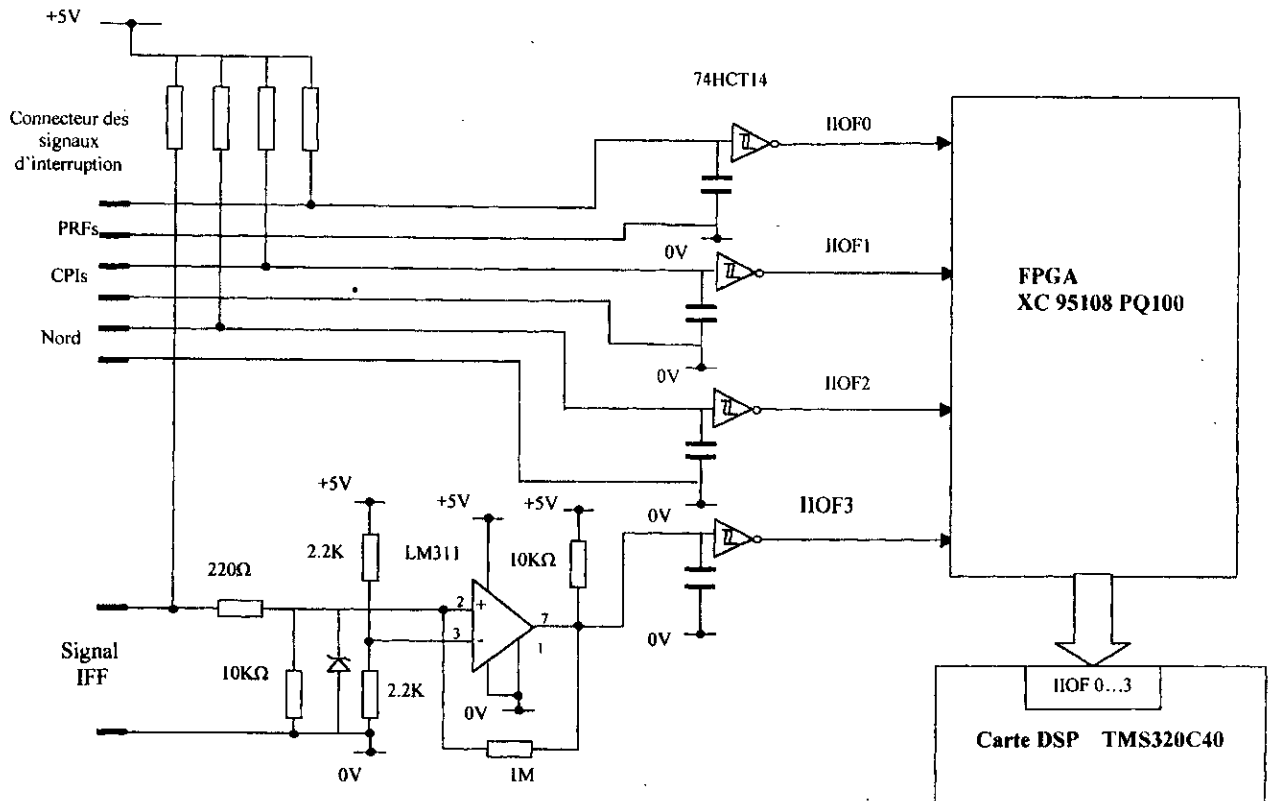 +5V
74HCT14
Connecteur des
signaux
d'interruption
IIOF0
PRFs
0V
IIOF1
CPIs
FPGA
XC 95108 PQ100
Nord
0V
IIOF2
+5V
+5V
+5V
0V
IIOF3
2.2K
LM311
10KΩ
220Ω
2
+
7
3
-
1
0V
Signal
IFF
10KΩ
2.2K
0V
IIOF 0...3
0V
1M
Carte DSP TMS320C40